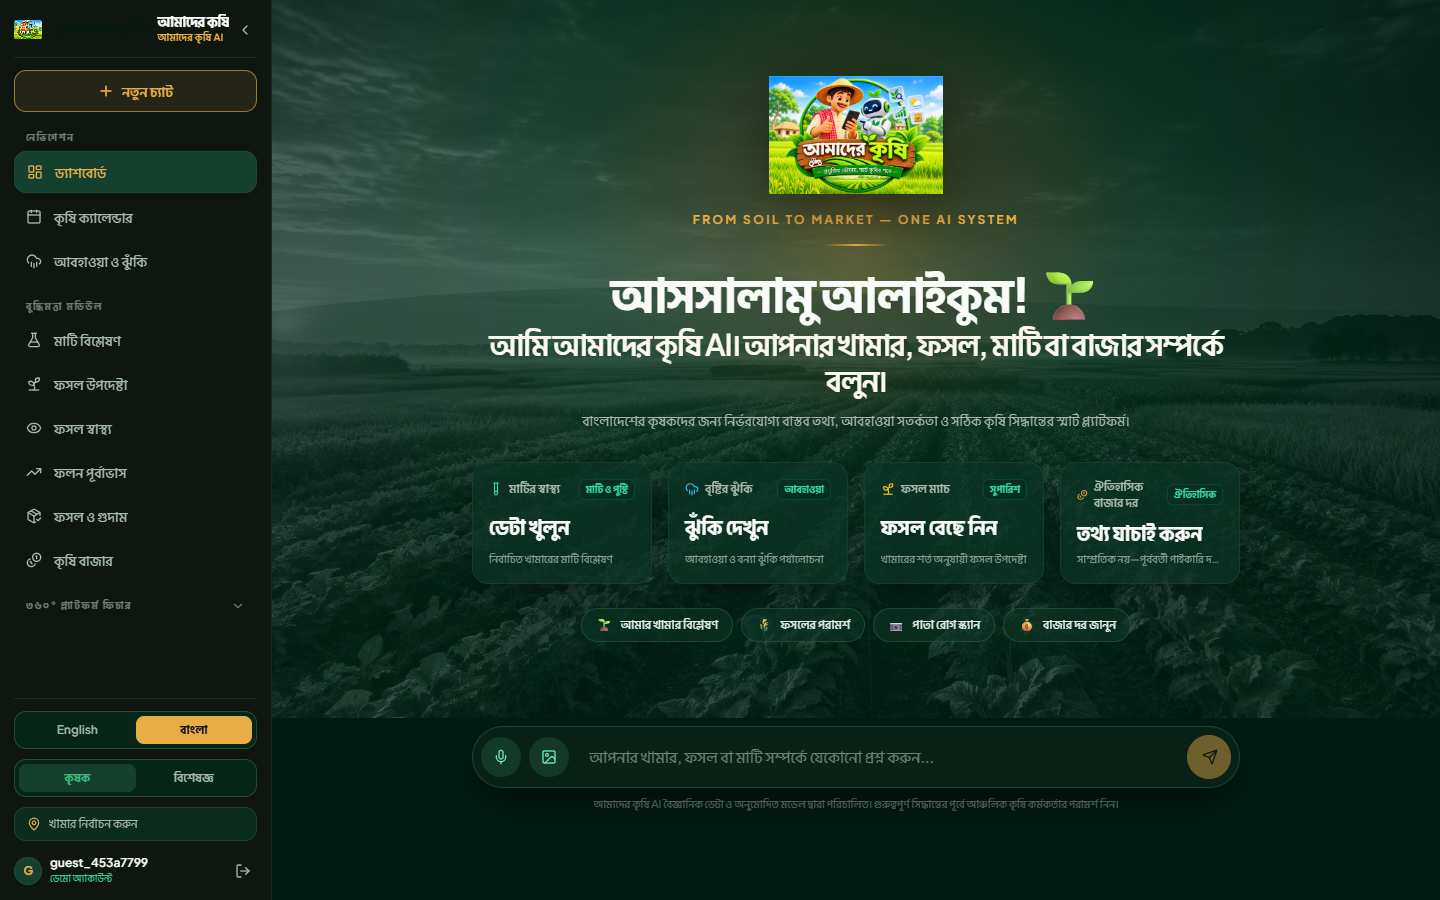 আমাদের কৃষি
আমাদের কৃষি AI
নতুন চ্যাট
নেভিগেশন
ড্যাশবোর্ড
কৃষি ক্যালেন্ডার
আবহাওয়া ও ঝুঁকি
বুদ্ধিমত্তা মডিউল
মাটি বিশ্লেষণ
ফসল উপদেষ্টা
ফসল স্বাস্থ্য
ফলন পূর্বাভাস
ফসল ও গুদাম
কৃষি বাজার
৩৬০° প্ল্যাটফর্ম ফিচার
English
বাংলা
কৃষক
বিশেষজ্ঞ
খামার নির্বাচন করুন
G
guest_453a7799
ডেমো অ্যাকাউন্ট
আমাদের কৃষি
FROM SOIL TO MARKET — ONE AI SYSTEM
আসসালামু আলাইকুম!
আমি আমাদের কৃষি AI। আপনার খামার, ফসল, মাটি বা বাজার সম্পর্কে
বলুন।
বাংলাদেশের কৃষকদের জন্য নির্ভরযোগ্য বাস্তব তথ্য, আবহাওয়া সতর্কতা ও সঠিক কৃষি সিদ্ধান্তের স্মার্ট প্ল্যাটফর্ম।
মাটির স্বাস্থ্য
মাটি ও পুষ্টি
ডেটা খুলুন
নির্বাচিত খামারের মাটি বিশ্লেষণ
বৃষ্টির ঝুঁকি
আবহাওয়া
ঝুঁকি দেখুন
আবহাওয়া ও বন্যা ঝুঁকি পর্যালোচনা
ফসল ম্যাচ
সুপারিশ
ফসল বেছে নিন
খামারের শর্ত অনুযায়ী ফসল উপদেষ্টা
ঐতিহাসিক
বাজার দর
ঐতিহাসিক
তথ্য যাচাই করুন
সাম্প্রতিক নয়—পূর্ববর্তী পাইকারি দ...
আমার খামার বিশ্লেষণ
ফসলের পরামর্শ
পাতা রোগ স্ক্যান
বাজার দর জানুন
আপনার খামার, ফসল বা মাটি সম্পর্কে যেকোনো প্রশ্ন করুন...
আমাদের কৃষি AI বৈজ্ঞানিক ডেটা ও অনুমোদিত মডেল দ্বারা পরিচালিত। গুরুত্বপূর্ণ সিদ্ধান্তের পূর্বে আঞ্চলিক কৃষি কর্মকর্তার পরামর্শ নিন।